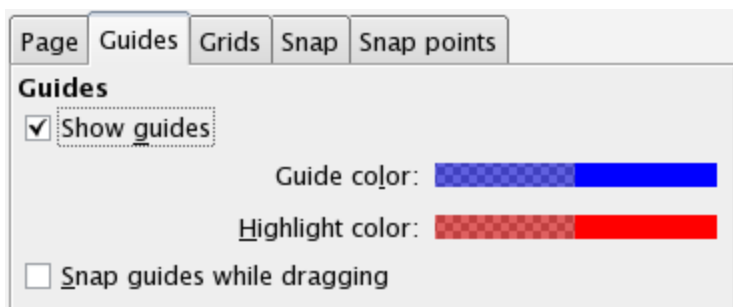 Page Guides Grids Snap Snap points
Guides
Show guides
Guide color:
Highlight color:
Snap guides while dragging